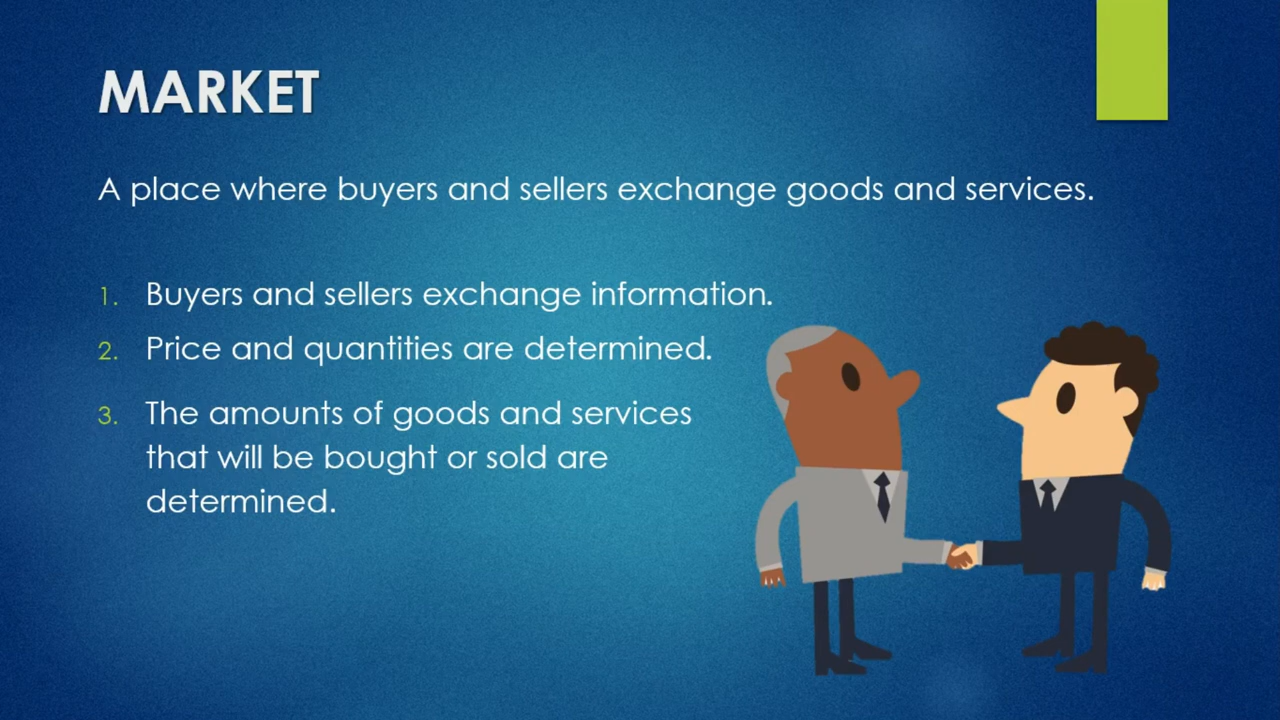 MARKET
A place where buyers and sellers exchange goods and services.
1. Buyers and sellers exchange information.
2. Price and quantities are determined.
3. The amounts of goods and services
that will be bought or sold are
determined.